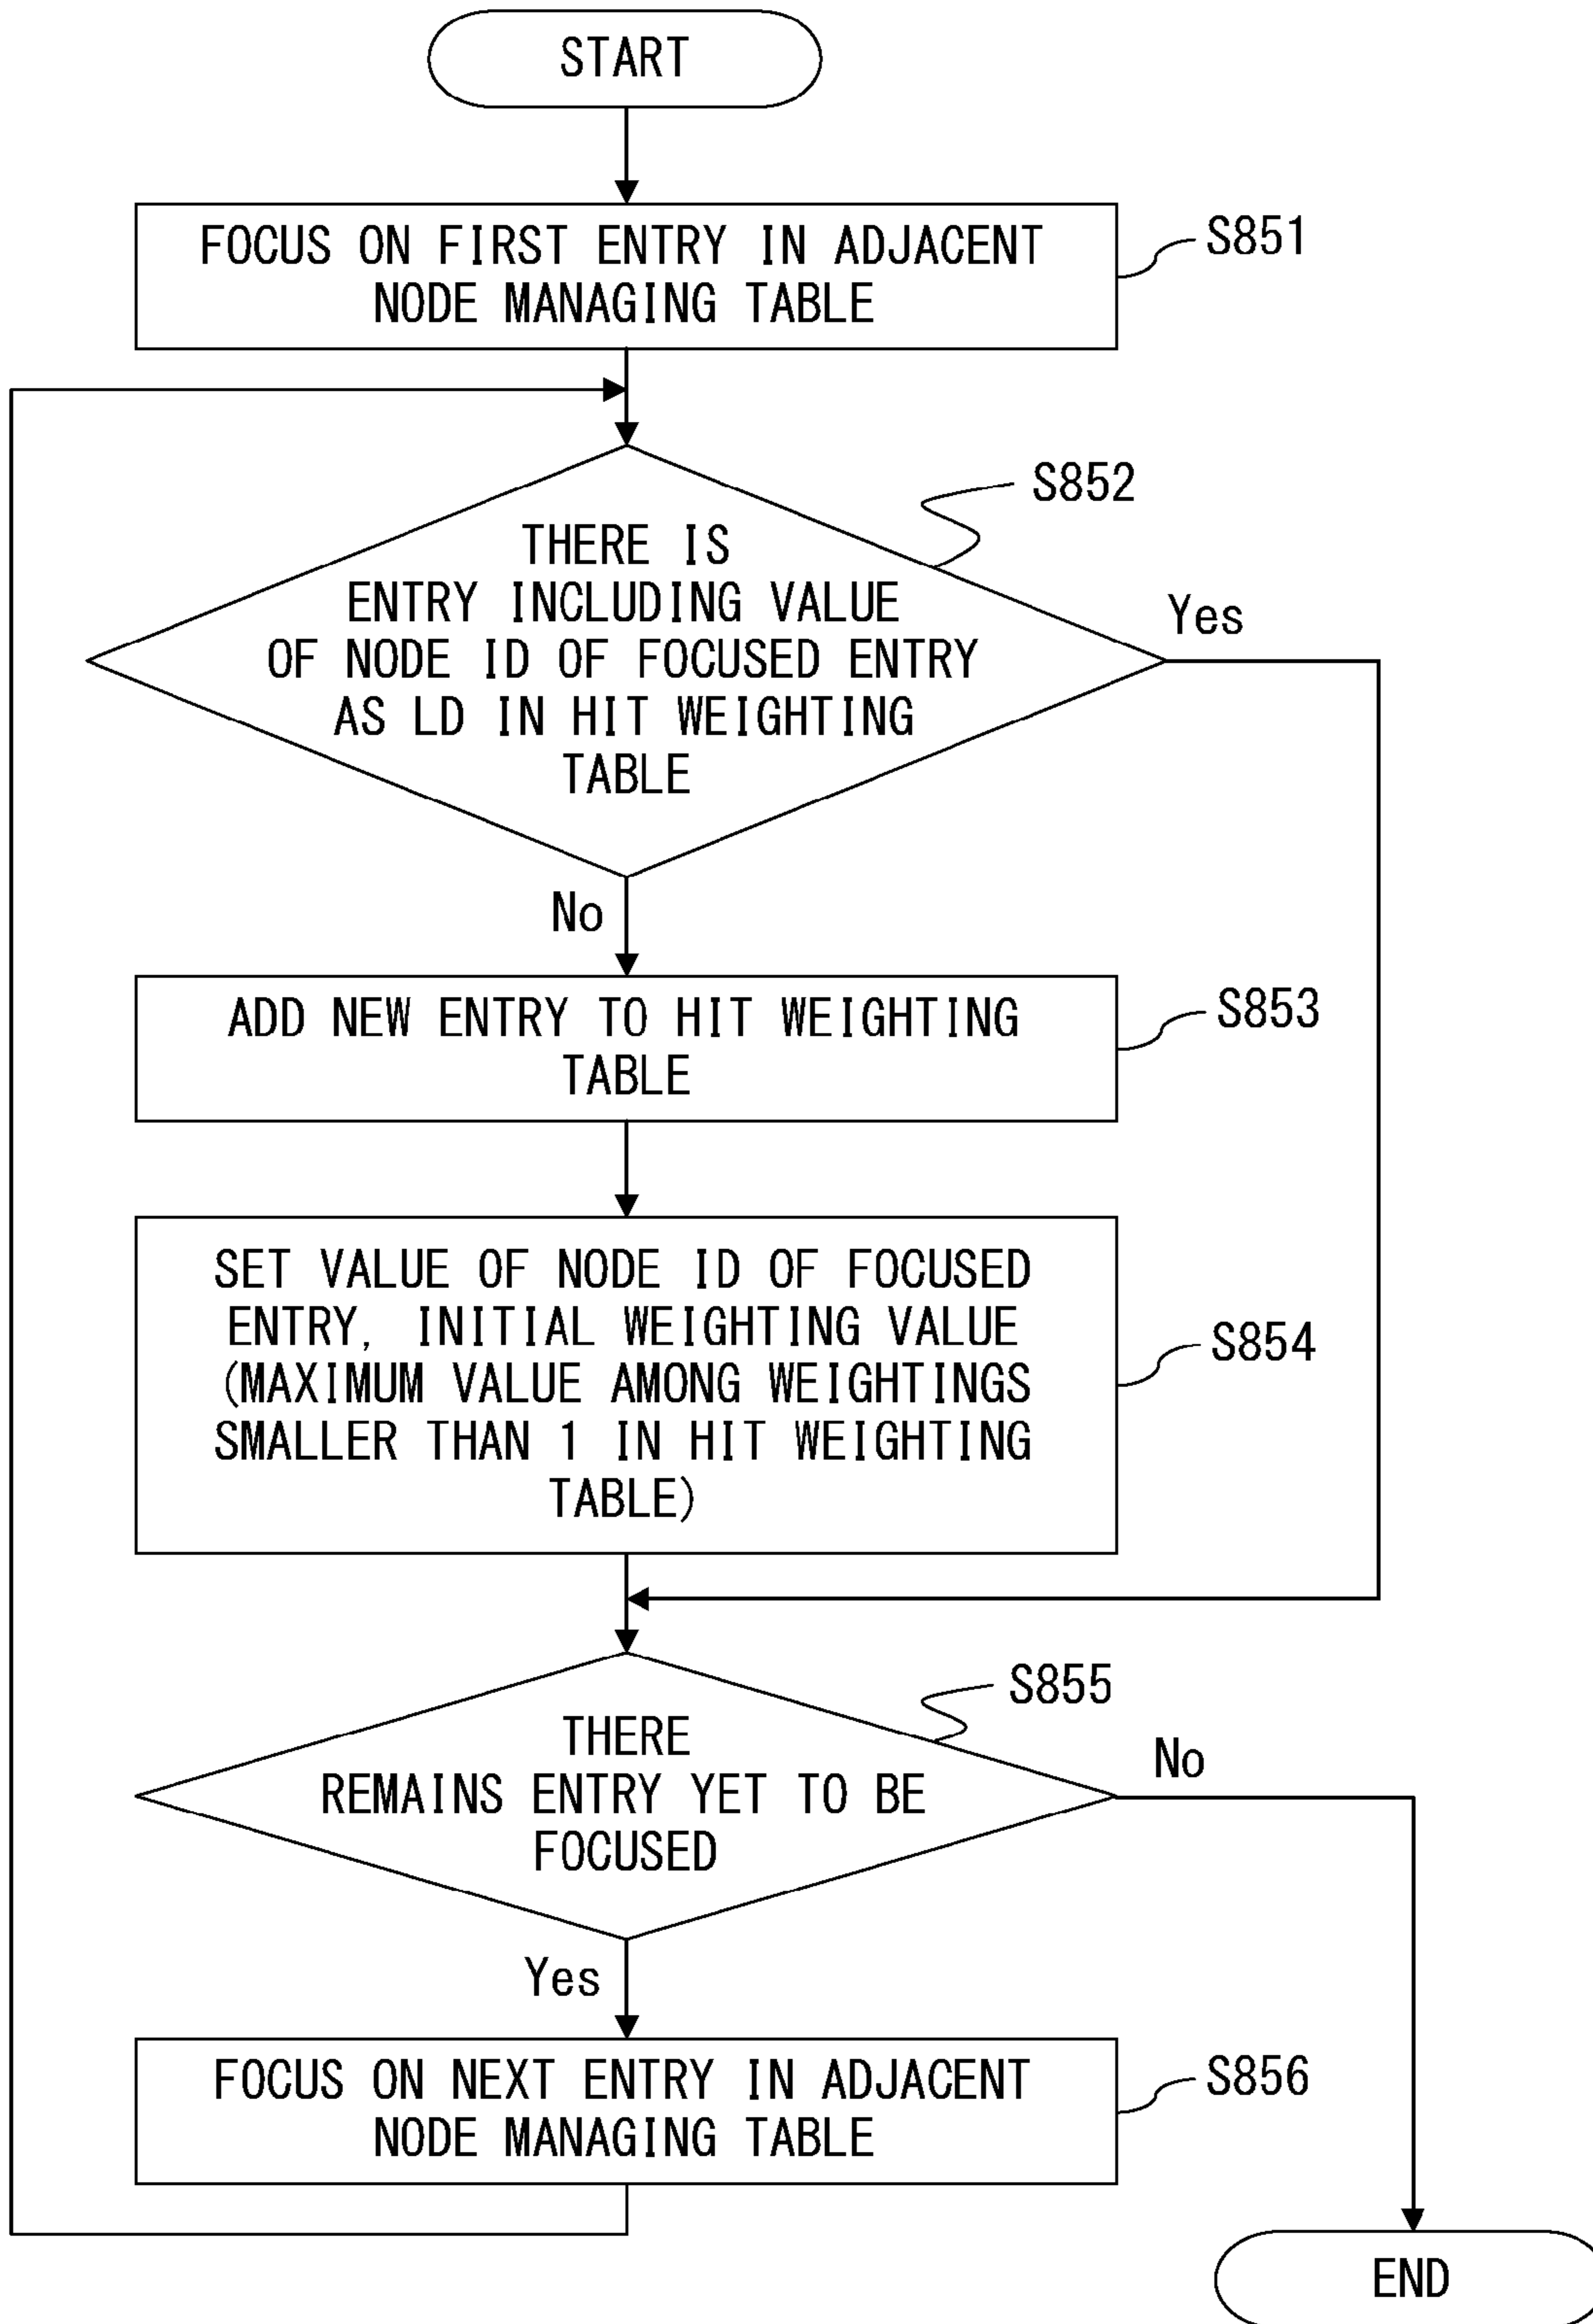 START
FOCUS ON FIRST ENTRY IN ADJACENT
NODE MANAGING TABLE
S851
S852
THERE IS
ENTRY INCLUDING VALUE
OF NODE ID OF FOCUSED ENTRY
AS LD IN HIT WEIGHTING
TABLE
Yes
No
ADD NEW ENTRY TO HIT WEIGHTING
TABLE
S853
SET VALUE OF NODE ID OF FOCUSED
ENTRY, INITIAL WEIGHTING VALUE
(MAXIMUM VALUE AMONG WEIGHTINGS
SMALLER THAN 1 IN HIT WEIGHTING
TABLE)
S854
S855
THERE
REMAINS ENTRY YET TO BE
FOCUSED
No
Yes
FOCUS ON NEXT ENTRY IN ADJACENT
NODE MANAGING TABLE
S856
END